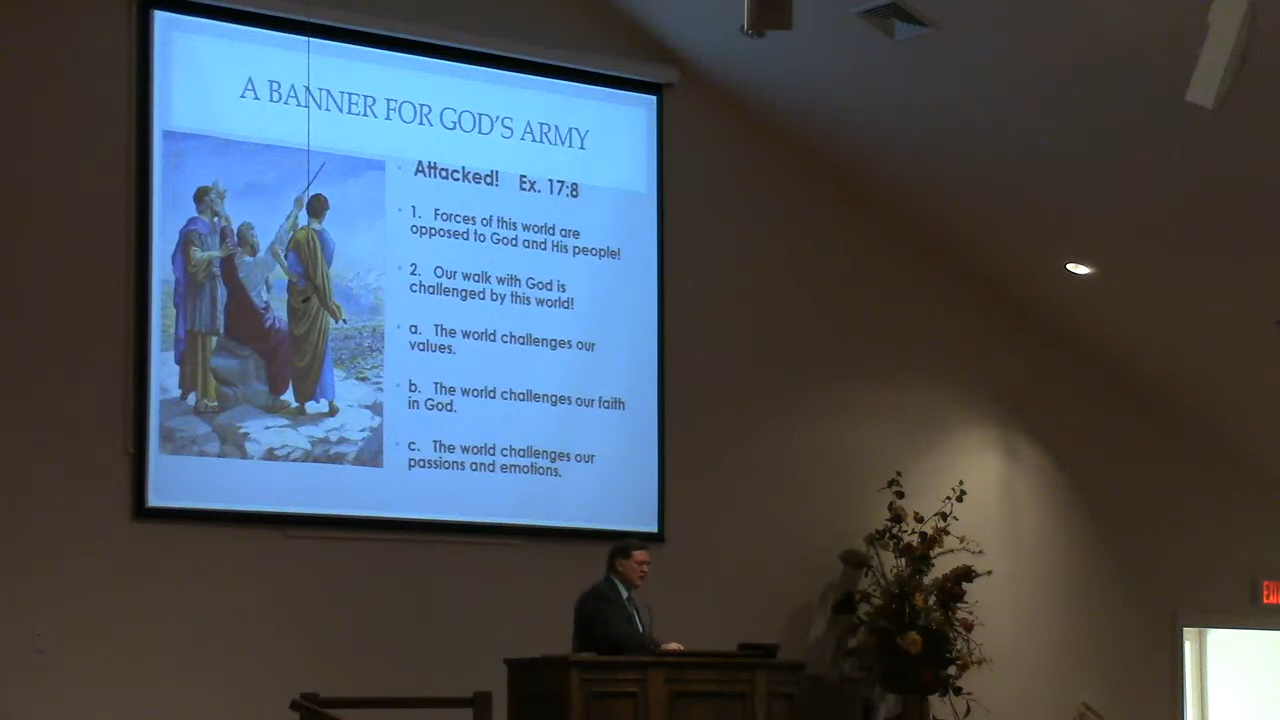 A BANNER FOR GOD'S ARMY
Attacked!   Ex. 17:8
1.   Forces of this world are
opposed to God and His people!
2.   Our walk with God is
challenged by this world!
a.   The world challenges our
values.
b.   The world challenges our faith
in God.
c.   The world challenges our
passions and emotions.